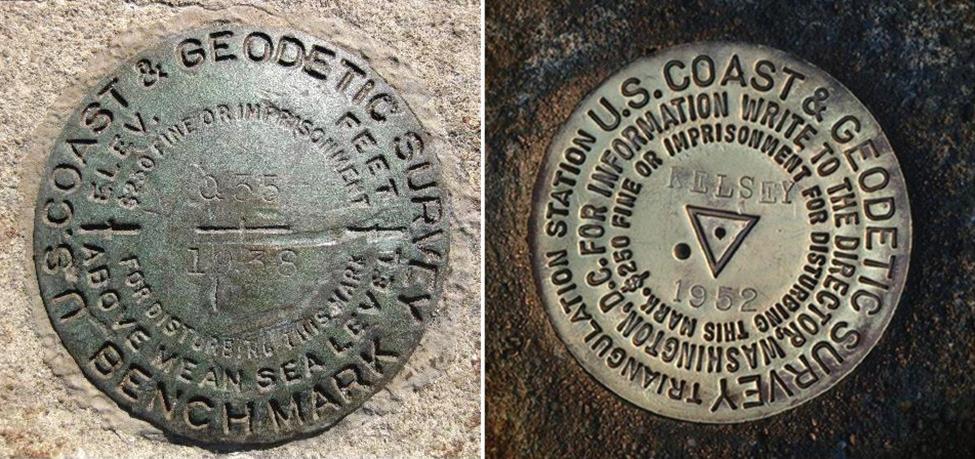 U.S. COAST & GEODETIC SURVEY
BENCH MARK
ELEV. FEET
ABOVE MEAN SEA LEVEL
$250 FINE OR IMPRISONMENT
FOR DISTURBING THIS MARK
Q 35
1938
U.S. COAST & GEODETIC SURVEY
TRIANGULATION STATION
FOR INFORMATION WRITE TO THE DIRECTOR, WASHINGTON, D.C.
$250 FINE OR IMPRISONMENT FOR DISTURBING THIS MARK.
KELSEY
1952